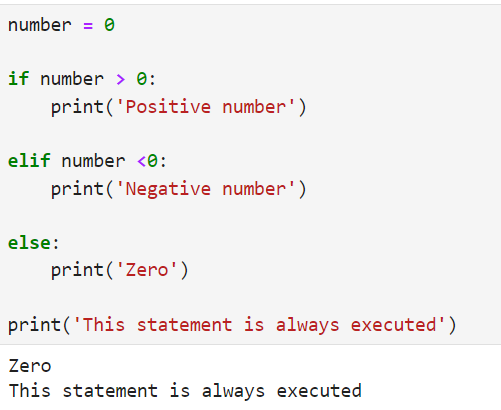 number = 0
if number > 0:
    print('Positive number')
elif number <0:
    print('Negative number')
else:
    print('Zero')
print('This statement is always executed')
Zero
This statement is always executed